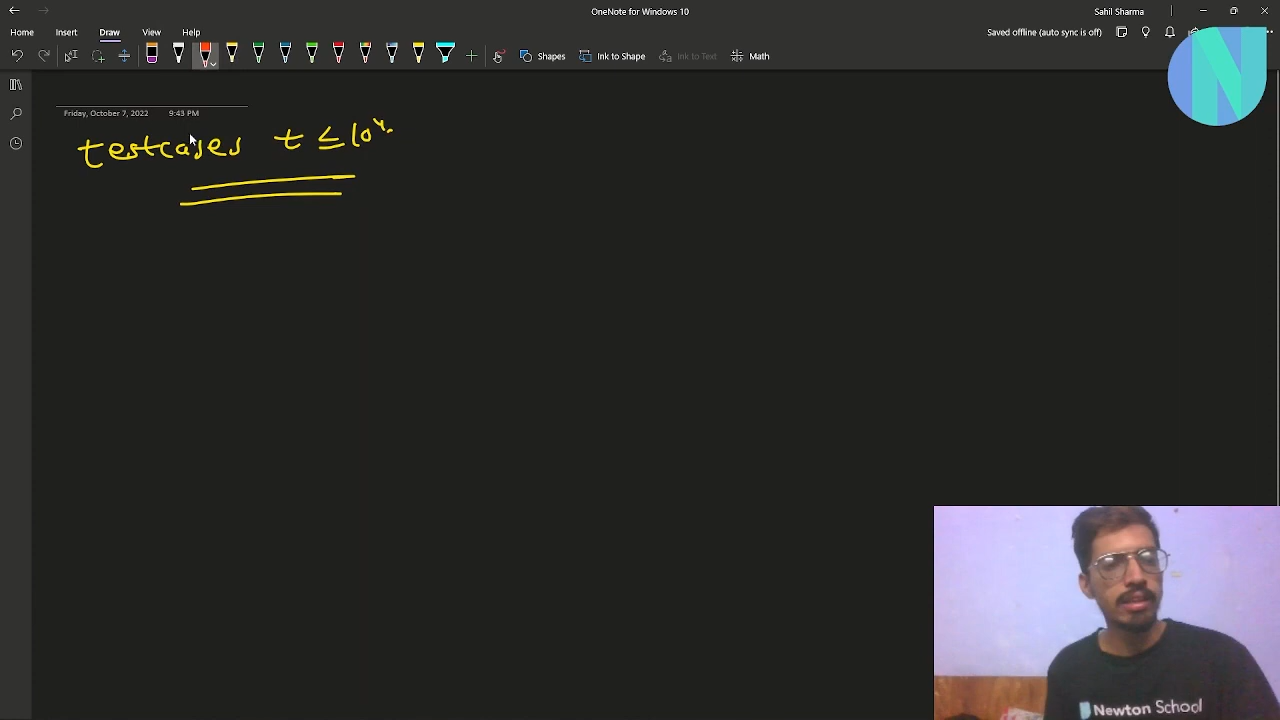 OneNote for Windows 10
Sahil Sharma
Home Insert Draw View Help
Saved offline (auto sync is off)
Shapes Ink to Shape Ink to Text Math
Friday, October 7, 2022 9:43 PM
testcases t ≤ 10⁴.
Newton School